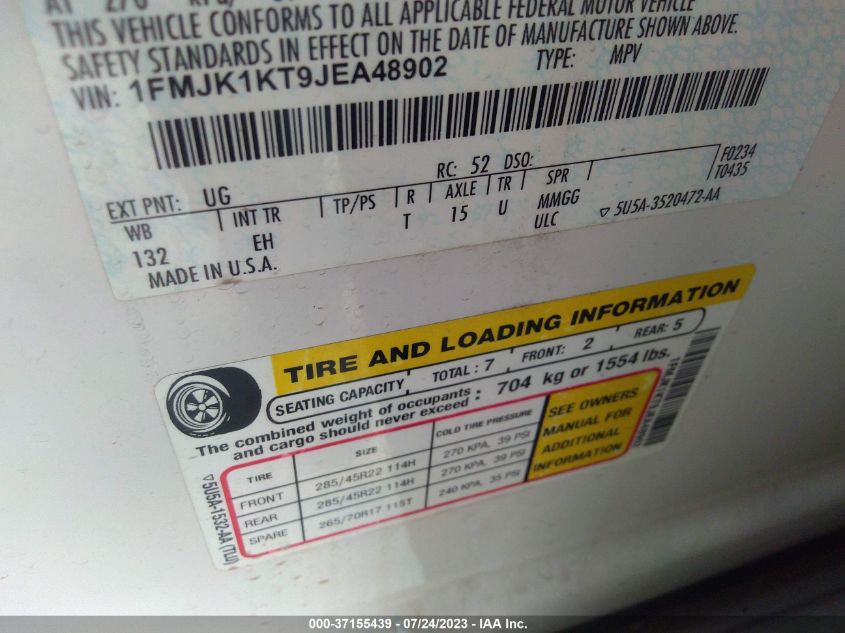 THIS VEHICLE CONFORMS TO ALL APPLICABLE FEDERAL MOTOR VEHICLE
SAFETY STANDARDS IN EFFECT ON THE DATE OF MANUFACTURE SHOWN ABOVE.
VIN: 1FMJK1KT9JEA48902 TYPE: MPV
RC: 52 DSO:
F0234
T0435
EXT PNT: UG
WB INT TR TP/PS R AXLE TR SPR
132 EH T 15 U MMGG
ULC
▽ 5U5A-3520472-AA
MADE IN U.S.A.
TIRE AND LOADING INFORMATION
SEATING CAPACITY TOTAL : 7 FRONT: 2 REAR: 5
The combined weight of occupants
and cargo should never exceed : 704 kg or 1554 lbs.
TIRE SIZE COLD TIRE PRESSURE
FRONT 285/45R22 114H 270 KPA, 39 PSI
REAR 285/45R22 114H 270 KPA, 39 PSI
SPARE 265/70R17 115T 240 KPA, 35 PSI
SEE OWNERS
MANUAL FOR
ADDITIONAL
INFORMATION
▽ 5U5A-1532-AA (TLU)
000-37155439 - 07/24/2023 - IAA Inc.